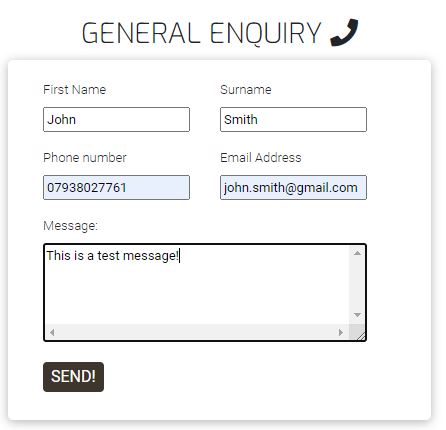 GENERAL ENQUIRY
First Name Surname
John Smith
Phone number Email Address
07938027761 john.smith@gmail.com
Message:
This is a test message!
SEND!